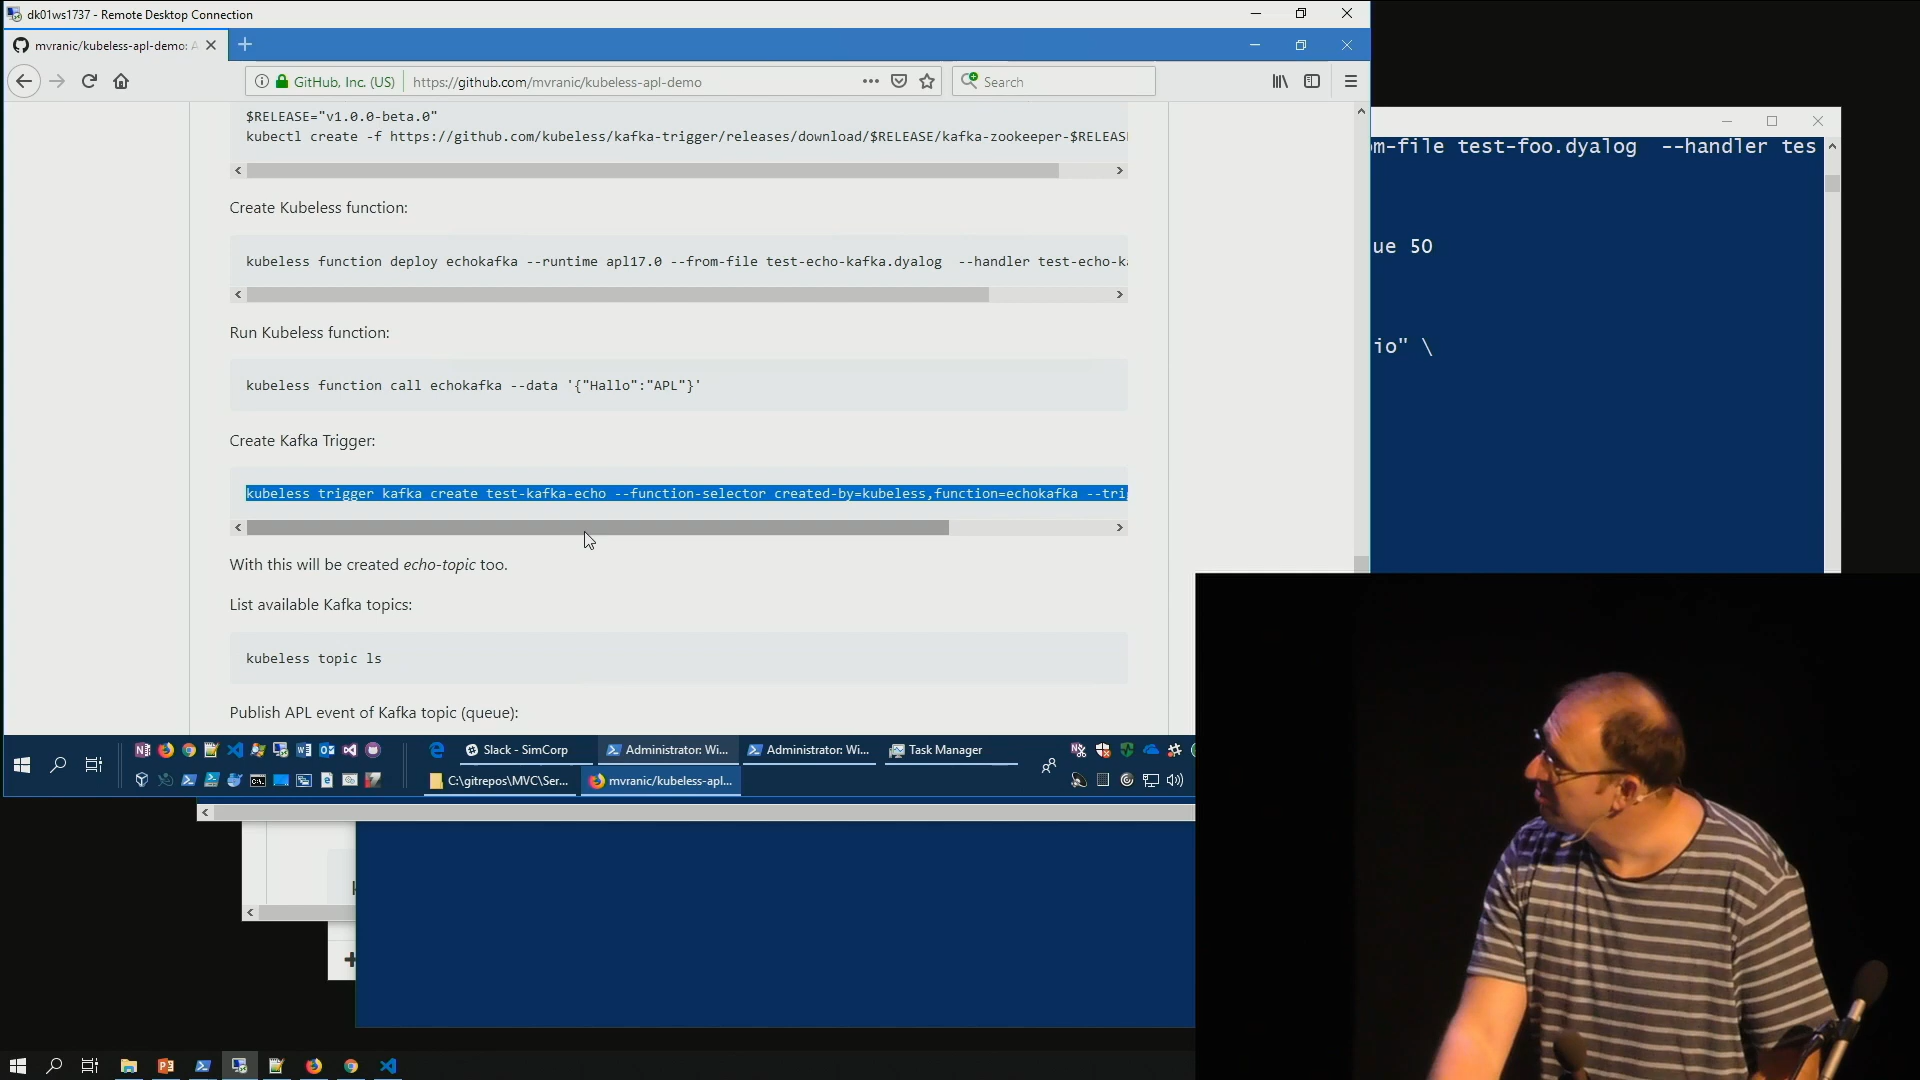 dk01ws1737 - Remote Desktop Connection
mvranic/kubeless-apl-demo: A
GitHub, Inc. (US)
https://github.com/mvranic/kubeless-apl-demo
Search
$RELEASE="v1.0.0-beta.0"
kubectl create -f https://github.com/kubeless/kafka-trigger/releases/download/$RELEASE/kafka-zookeeper-$RELEAS
Create Kubeless function:
kubeless function deploy echokafka --runtime apl17.0 --from-file test-echo-kafka.dyalog  --handler test-echo-k
Run Kubeless function:
kubeless function call echokafka --data '{"Hallo":"APL"}'
Create Kafka Trigger:
kubeless trigger kafka create test-kafka-echo --function-selector created-by=kubeless,function=echokafka --tri
With this will be created echo-topic too.
List available Kafka topics:
kubeless topic ls
Publish APL event of Kafka topic (queue):
m-file test-foo.dyalog  --handler tes
ue 50
io" \
Slack - SimCorp
Administrator: Wi...
Administrator: Wi...
Task Manager
C:\gitrepos\MVC\Ser...
mvranic/kubeless-apl...